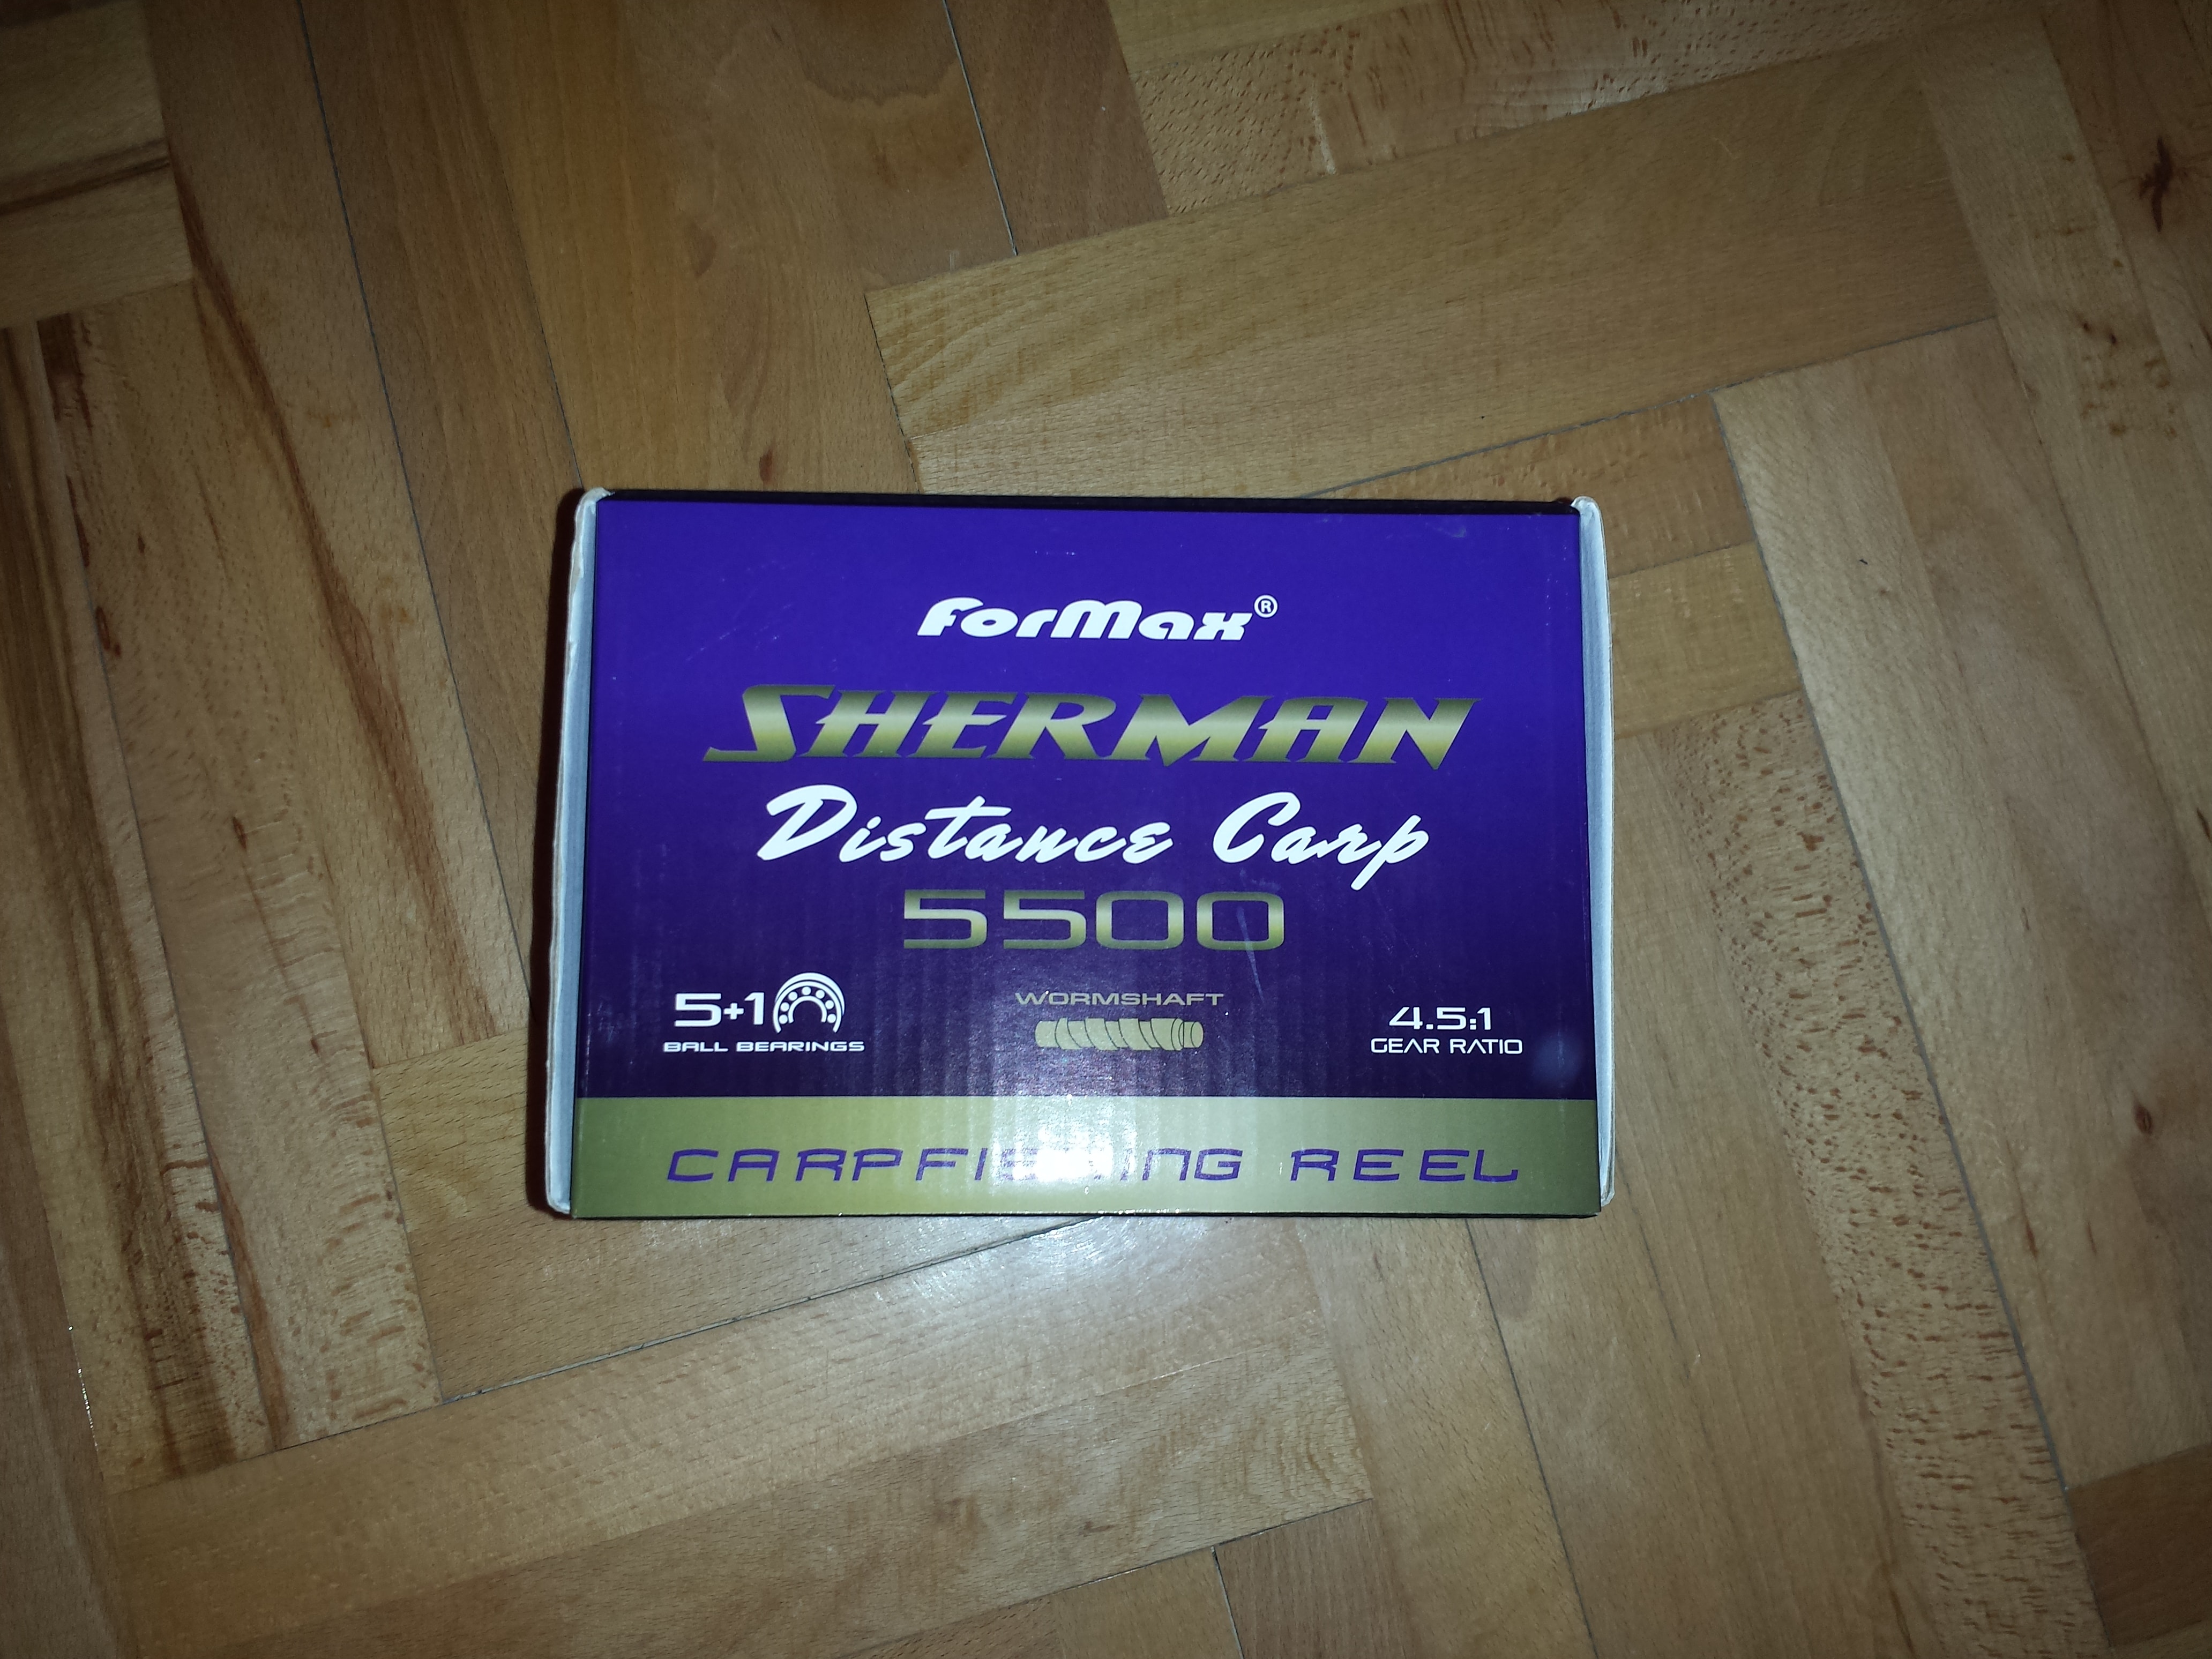 forMax®
SHERMAN
Distance Carp
5500
5+1
BALL BEARINGS
WORMSHAFT
4.5:1
GEAR RATIO
CARPFISHING REEL